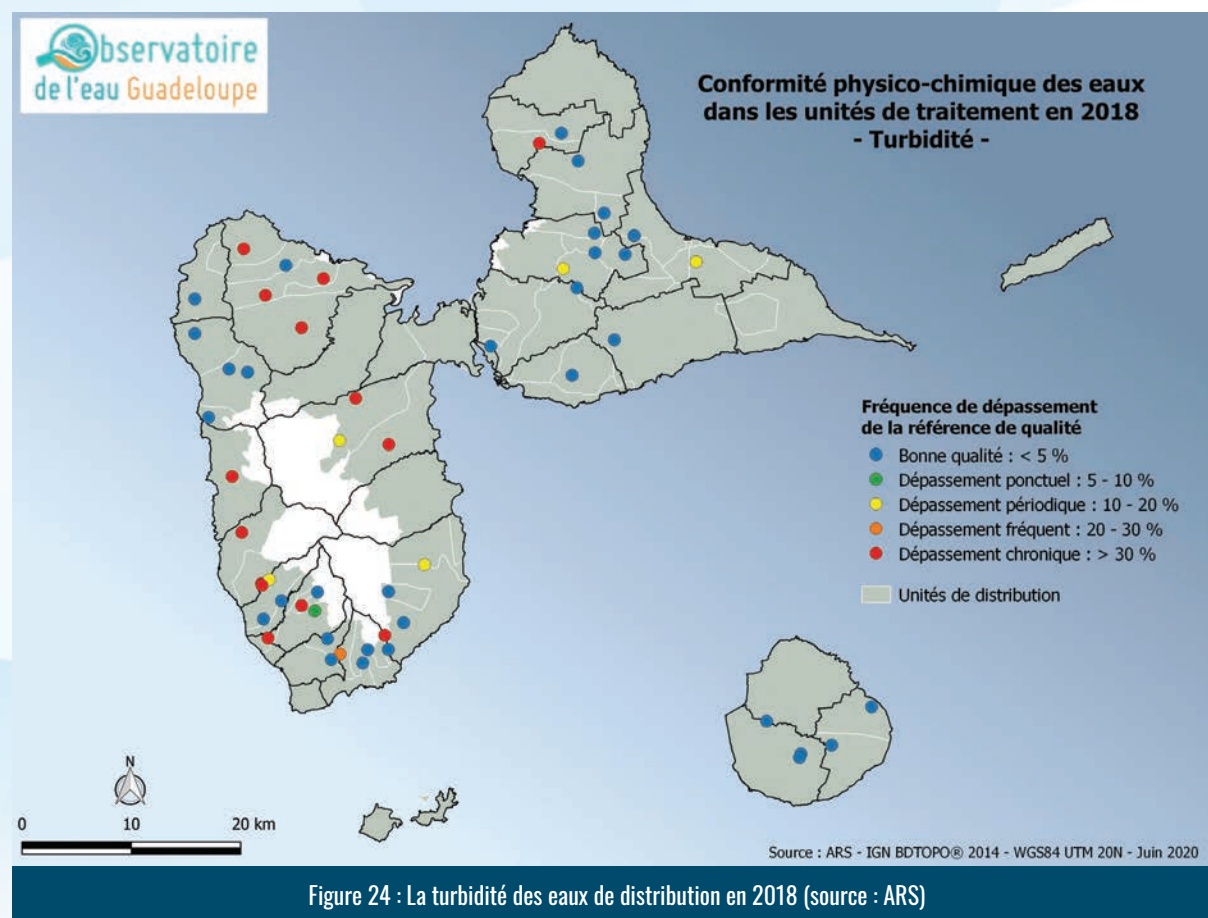 Observatoire
de l'eau Guadeloupe
Conformité physico-chimique des eaux
dans les unités de traitement en 2018
- Turbidité -
Fréquence de dépassement
de la référence de qualité
Bonne qualité : < 5 %
Dépassement ponctuel : 5 - 10 %
Dépassement périodique : 10 - 20 %
Dépassement fréquent : 20 - 30 %
Dépassement chronique : > 30 %
Unités de distribution
N
0 10 20 km
Source : ARS - IGN BDTOPO® 2014 - WGS84 UTM 20N - Juin 2020
Figure 24 : La turbidité des eaux de distribution en 2018 (source : ARS)